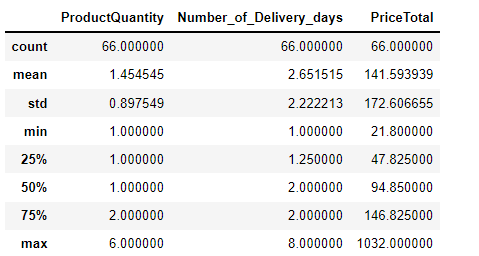 ProductQuantity Number_of_Delivery_days PriceTotal
count 66.000000 66.000000 66.000000
mean 1.454545 2.651515 141.593939
std 0.897549 2.222213 172.606655
min 1.000000 1.000000 21.800000
25% 1.000000 1.250000 47.825000
50% 1.000000 2.000000 94.850000
75% 2.000000 2.000000 146.825000
max 6.000000 8.000000 1032.000000